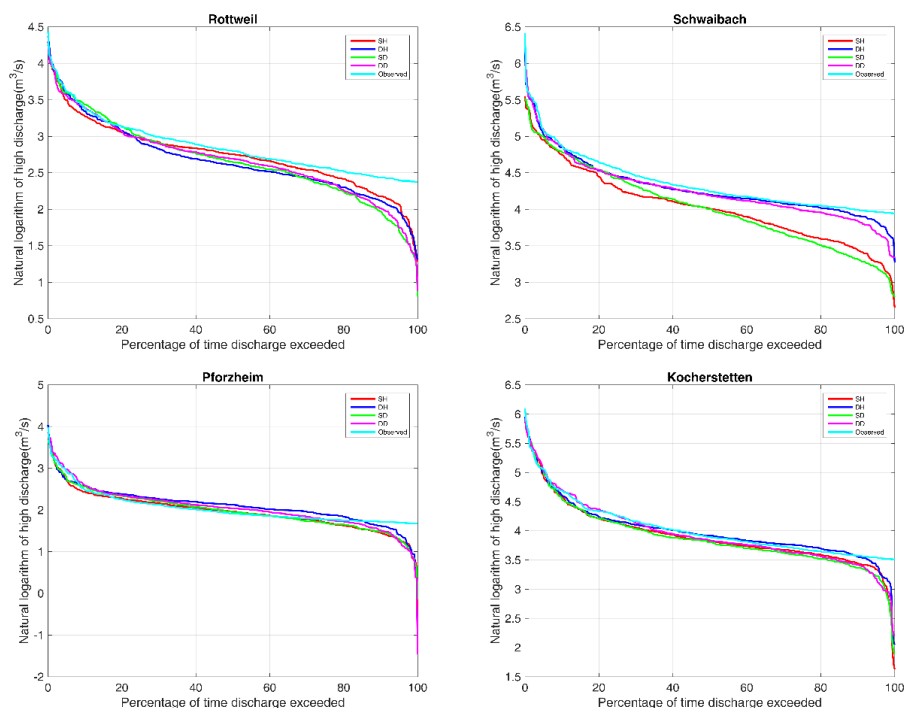 Rottweil
Natural logarithm of high discharge(m³/s)
4.5
4
3.5
3
2.5
2
1.5
1
0.5
SH
DH
SD
DD
Observed
0 20 40 60 80 100
Percentage of time discharge exceeded
Schwaibach
Natural logarithm of high discharge(m³/s)
6.5
6
5.5
5
4.5
4
3.5
3
2.5
SH
DH
SD
DD
Observed
0 20 40 60 80 100
Percentage of time discharge exceeded
Pforzheim
Natural logarithm of high discharge(m³/s)
5
4
3
2
1
0
-1
-2
SH
DH
SD
DD
Observed
0 20 40 60 80 100
Percentage of time discharge exceeded
Kocherstetten
Natural logarithm of high discharge(m³/s)
6.5
6
5.5
5
4.5
4
3.5
3
2.5
2
1.5
SH
DH
SD
DD
Observed
0 20 40 60 80 100
Percentage of time discharge exceeded